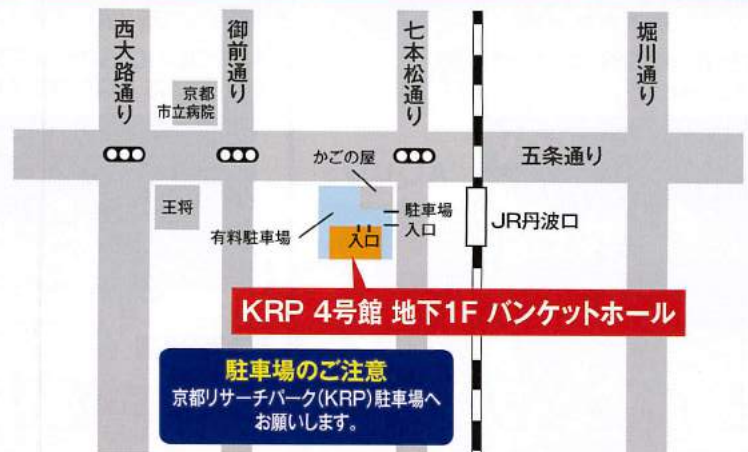 西大路通り
御前通り
七本松通り
堀川通り
京都
市立病院
かごの屋
五条通り
王将
有料駐車場
駐車場
入口
入口
JR丹波口
KRP 4号館 地下1F バンケットホール
駐車場のご注意
京都リサーチパーク(KRP)駐車場へ
お願いします。